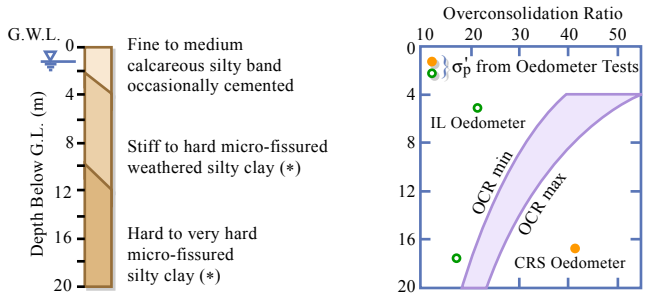 G.W.L.
Depth Below G.L. (m)
0
4
8
12
16
20
Fine to medium
calcareous silty band
occasionally cemented
Stiff to hard micro-fissured
weathered silty clay (*)
Hard to very hard
micro-fissured
silty clay (*)
Overconsolidation Ratio
10 20 30 40 50
0
4
8
12
16
20
σ'p from Oedometer Tests
IL Oedometer
OCR min
OCR max
CRS Oedometer